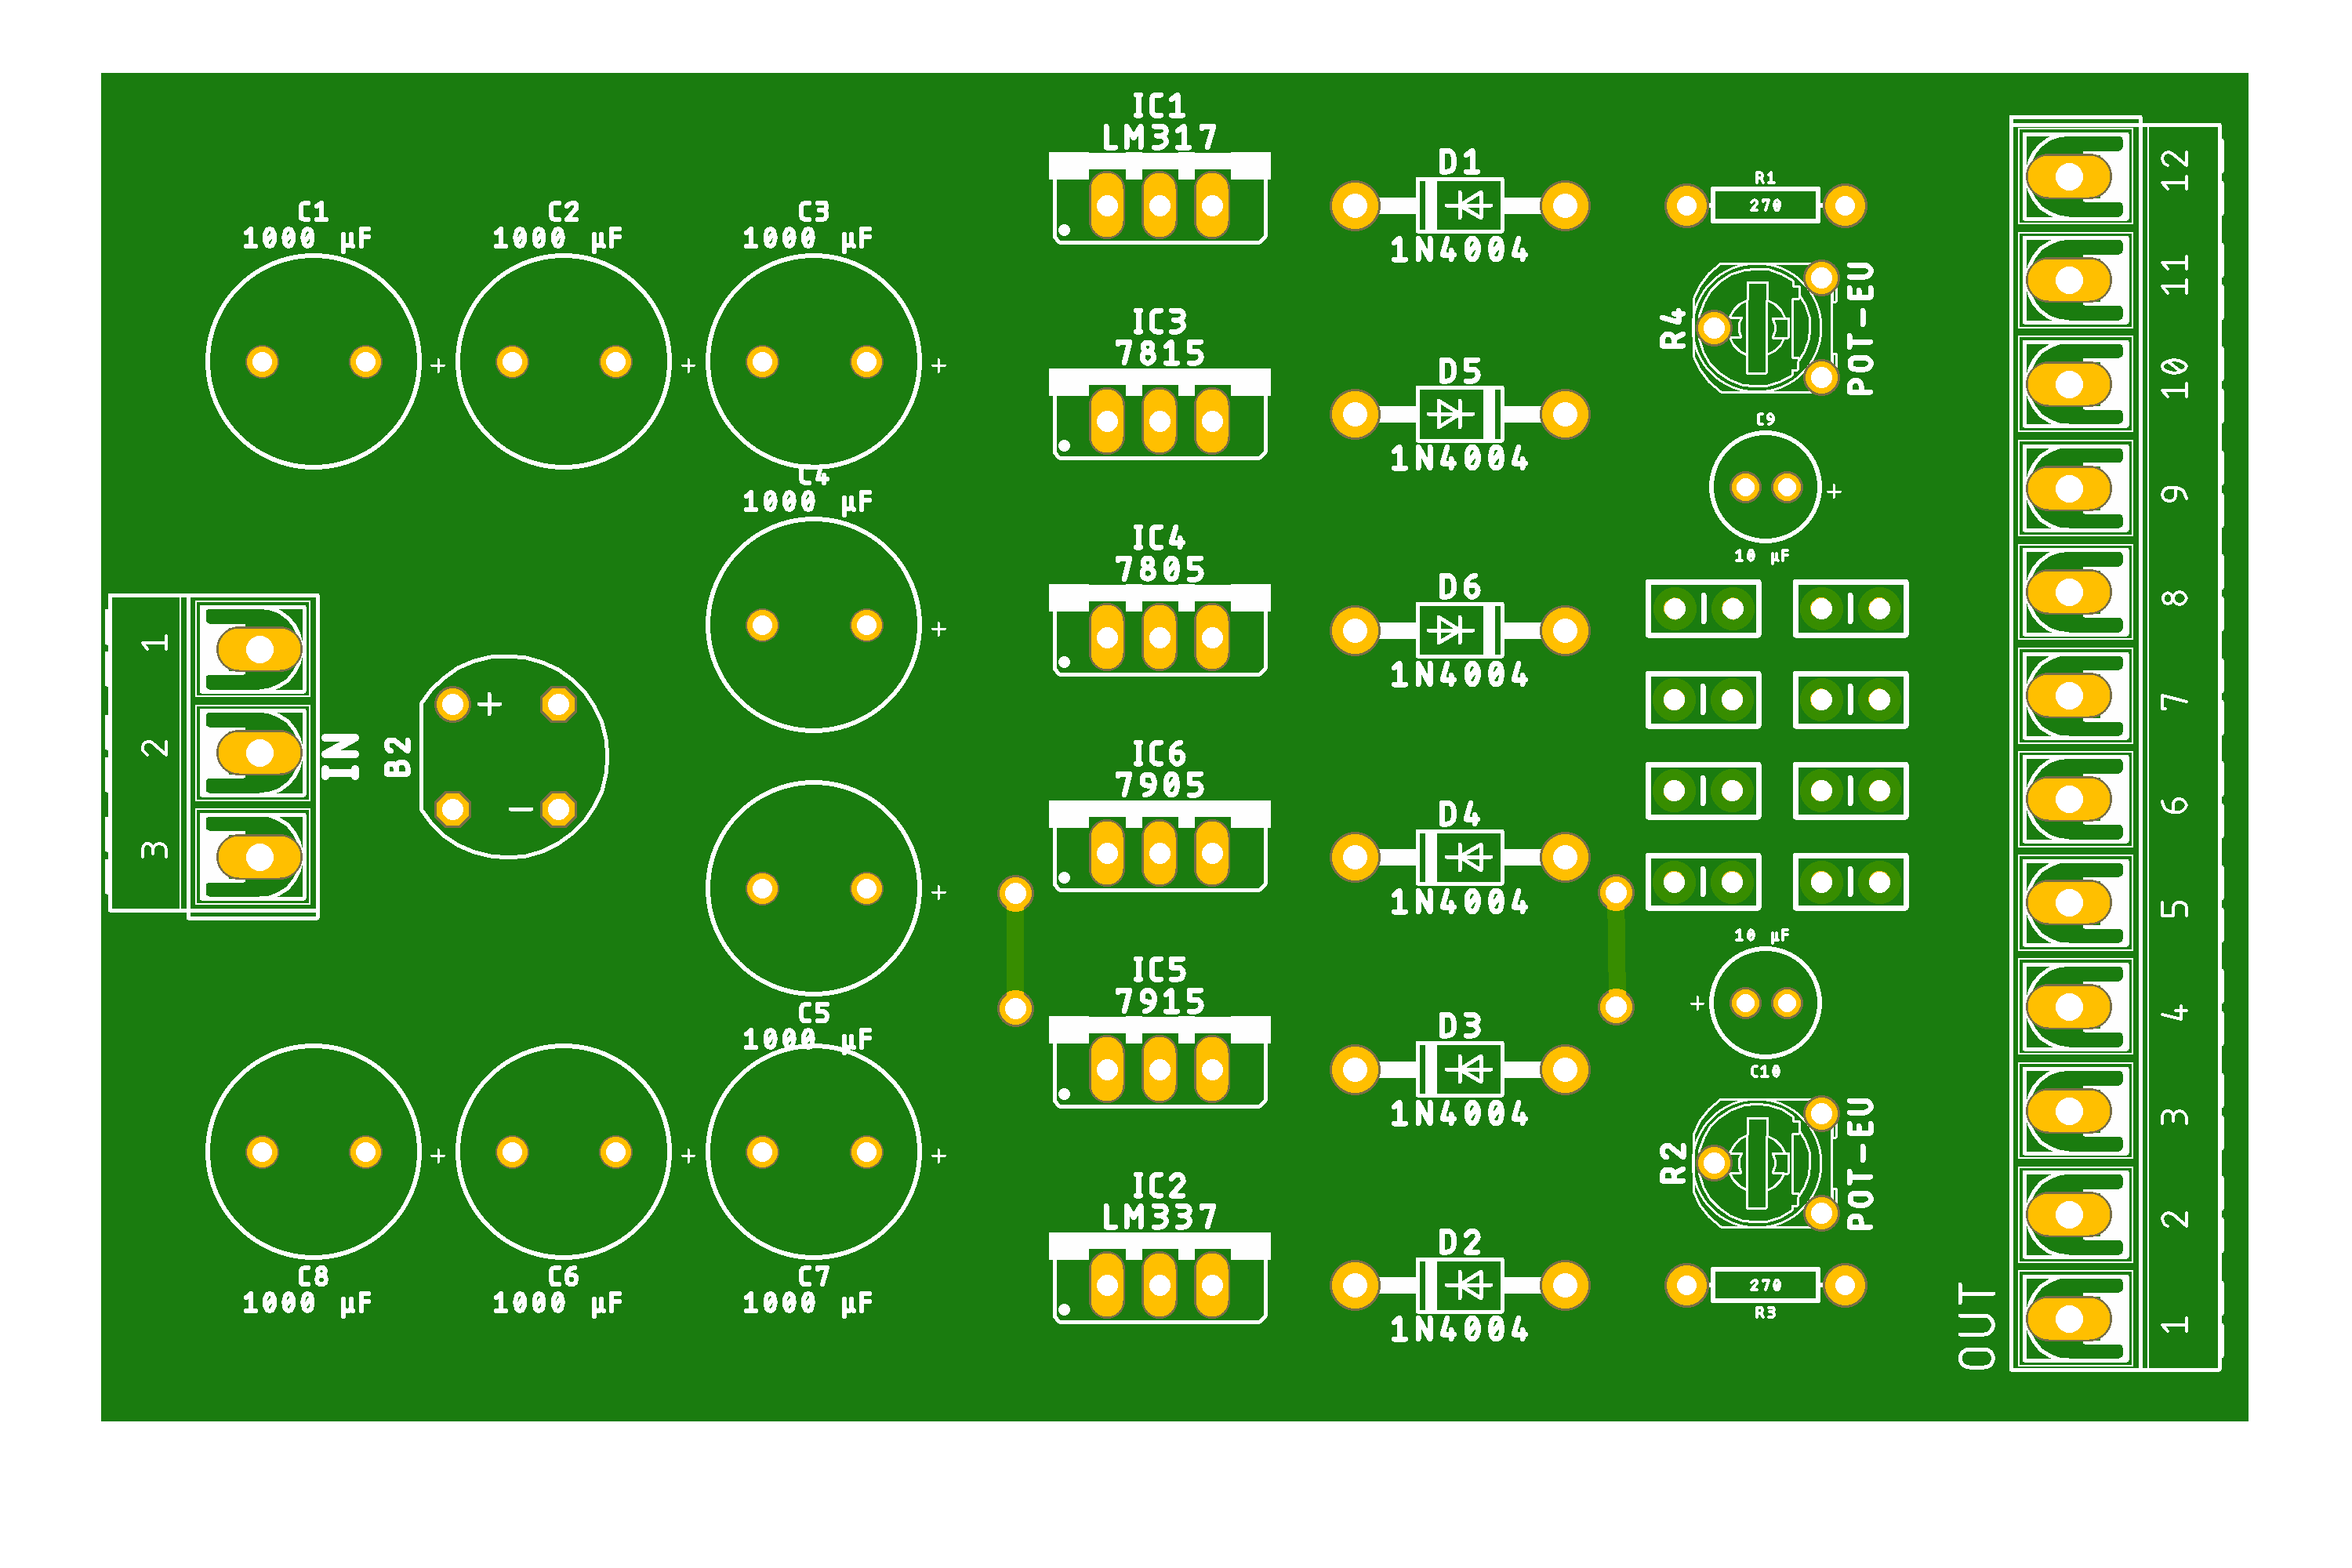 IC1
LM317
D1
1N4004
R1
270
C1
1000 µF
C2
1000 µF
C3
1000 µF
IC3
7815
D5
1N4004
R4
POT-EU
C9
10 µF
C4
1000 µF
IC4
7805
D6
1N4004
1
2
3
IN
B2
+
-
IC6
7905
D4
1N4004
C5
1000 µF
IC5
7915
D3
1N4004
10 µF
C10
R2
POT-EU
C8
1000 µF
C6
1000 µF
C7
1000 µF
IC2
LM337
D2
1N4004
270
R3
12
11
10
9
8
7
6
5
4
3
2
1
OUT